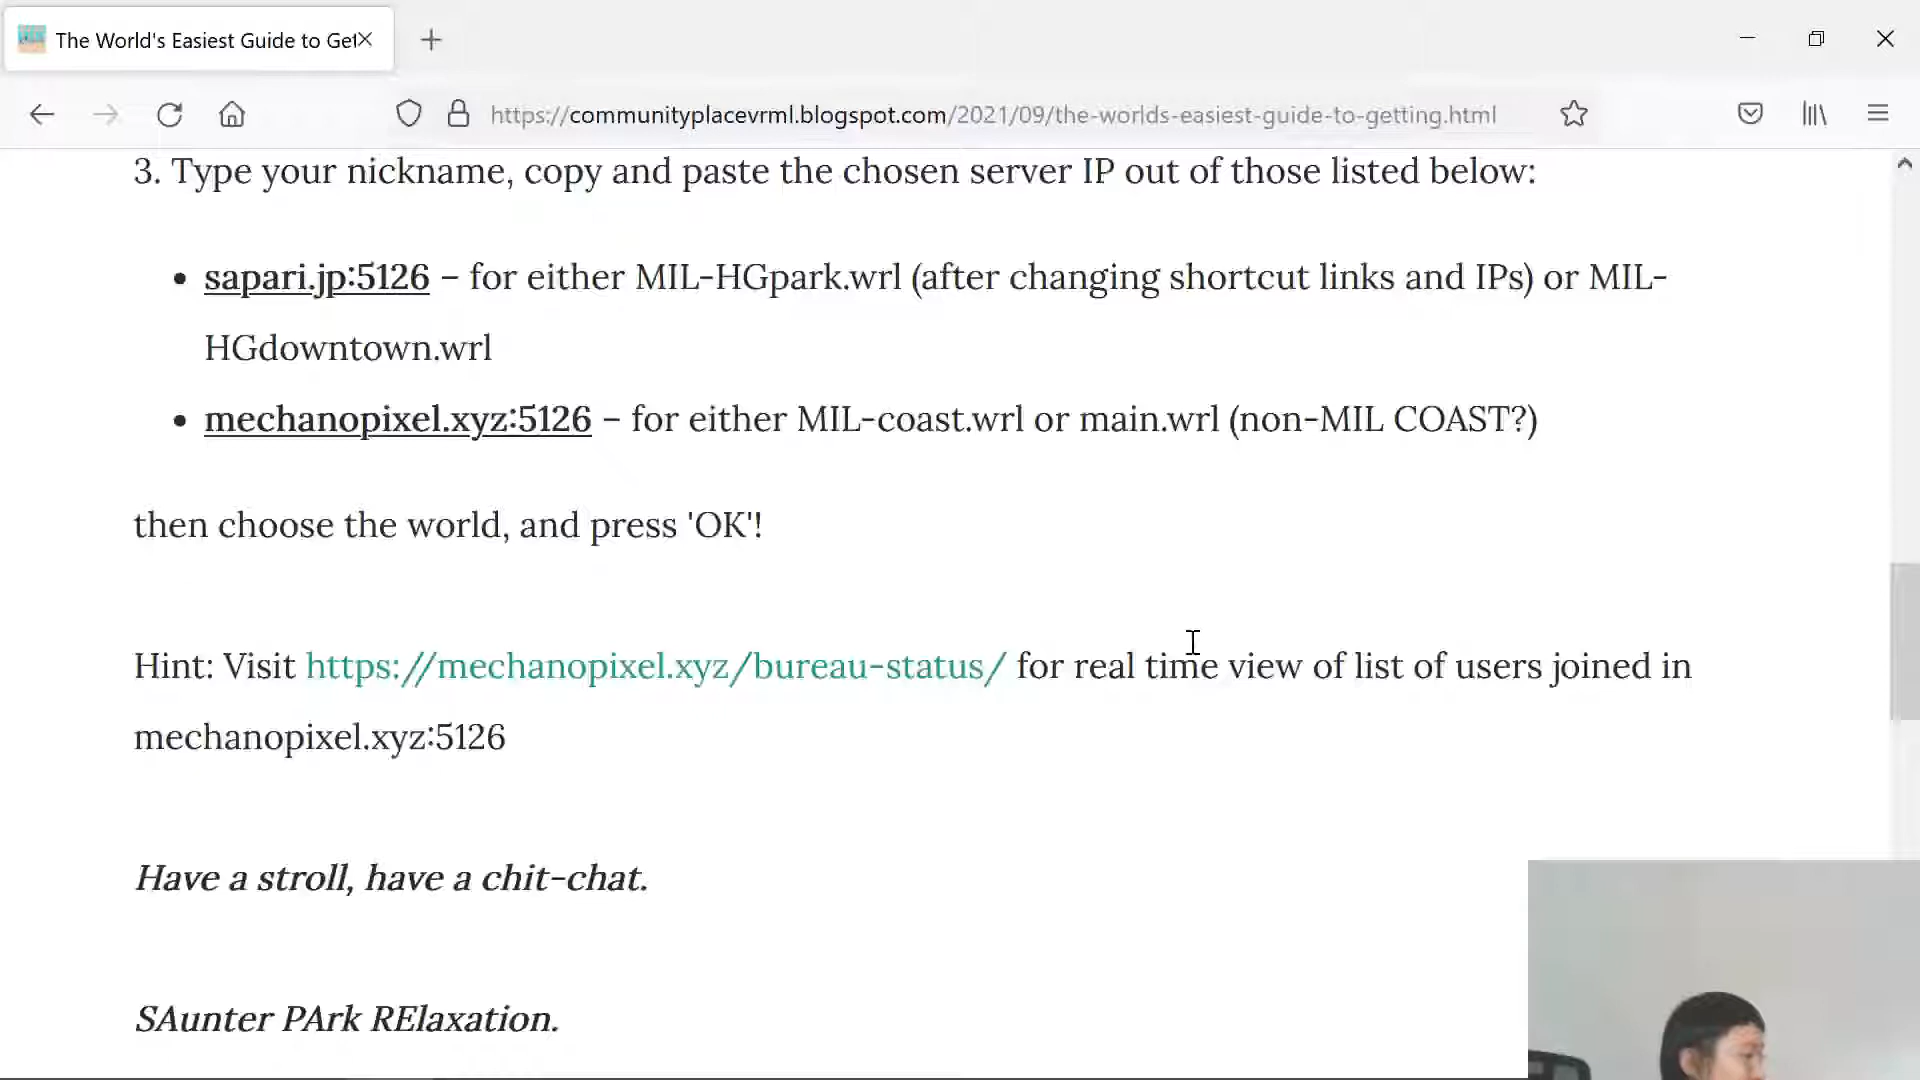 The World's Easiest Guide to Get
https://communityplacevrml.blogspot.com/2021/09/the-worlds-easiest-guide-to-getting.html
3. Type your nickname, copy and paste the chosen server IP out of those listed below:
• sapari.jp:5126 – for either MIL-HGpark.wrl (after changing shortcut links and IPs) or MIL-
HGdowntown.wrl
• mechanopixel.xyz:5126 – for either MIL-coast.wrl or main.wrl (non-MIL COAST?)
then choose the world, and press 'OK'!
Hint: Visit https://mechanopixel.xyz/bureau-status/ for real time view of list of users joined in
mechanopixel.xyz:5126
Have a stroll, have a chit-chat.
SAunter PArk RElaxation.